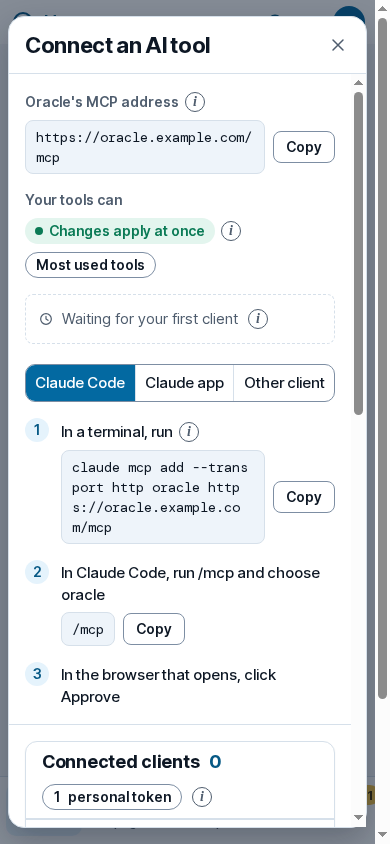 Connect an AI tool
Oracle's MCP address i
https://oracle.example.com/
mcp
Copy
Your tools can
Changes apply at once i
Most used tools
Waiting for your first client i
Claude Code Claude app Other client
1 In a terminal, run i
claude mcp add --trans
port http oracle http
s://oracle.example.co
m/mcp
Copy
2 In Claude Code, run /mcp and choose
oracle
/mcp Copy
3 In the browser that opens, click
Approve
Connected clients 0
1 personal token i
1